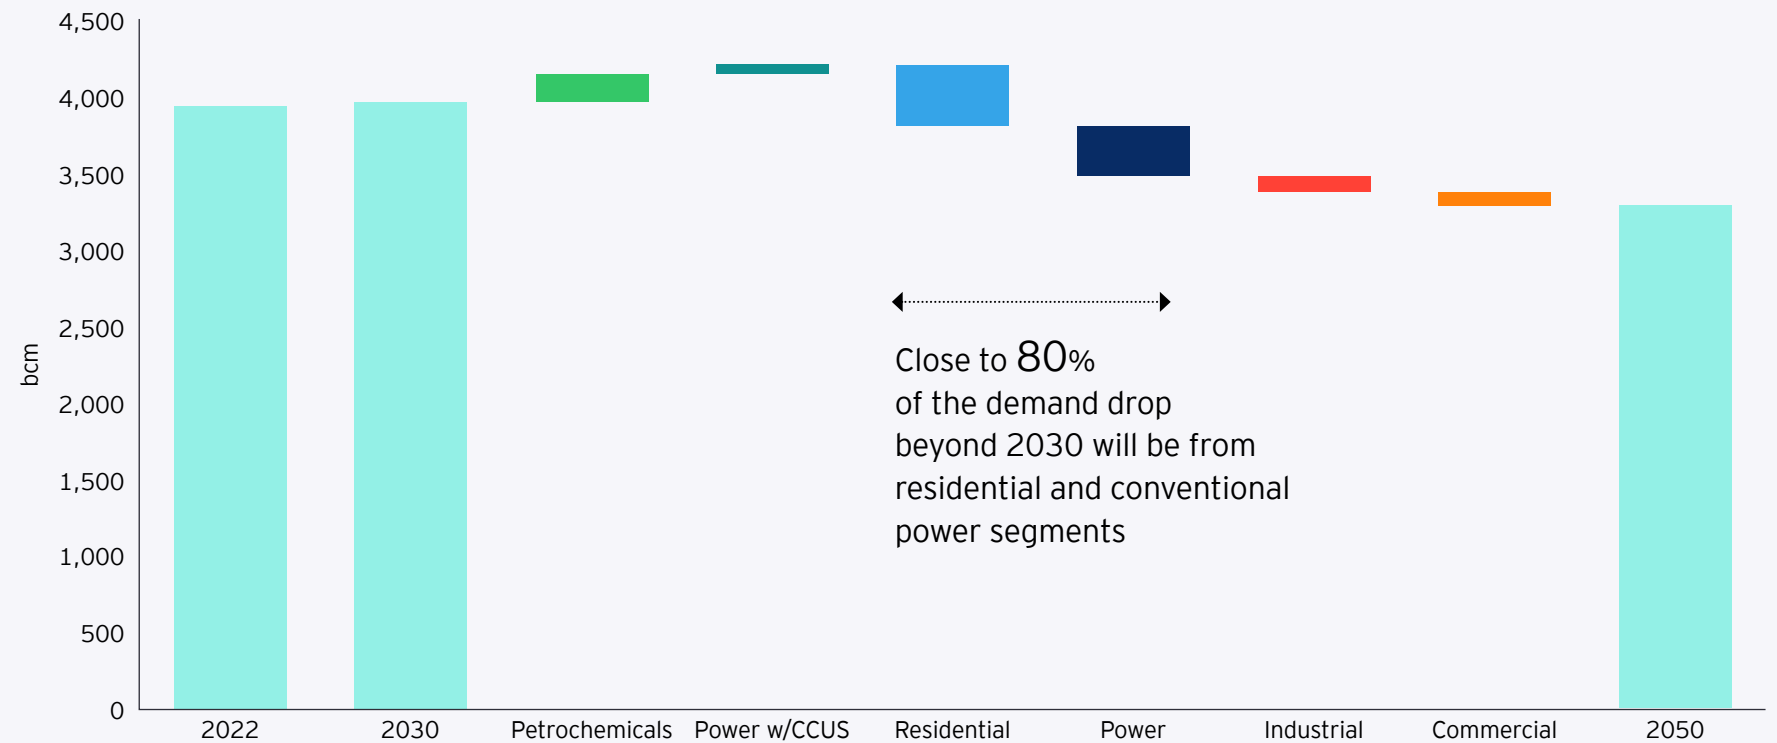 4,500
4,000
3,500
3,000
2,500
2,000
1,500
1,000
500
0
bcm
Close to 80%
of the demand drop
beyond 2030 will be from
residential and conventional
power segments
2022
2030
Petrochemicals
Power w/CCUS
Residential
Power
Industrial
Commercial
2050